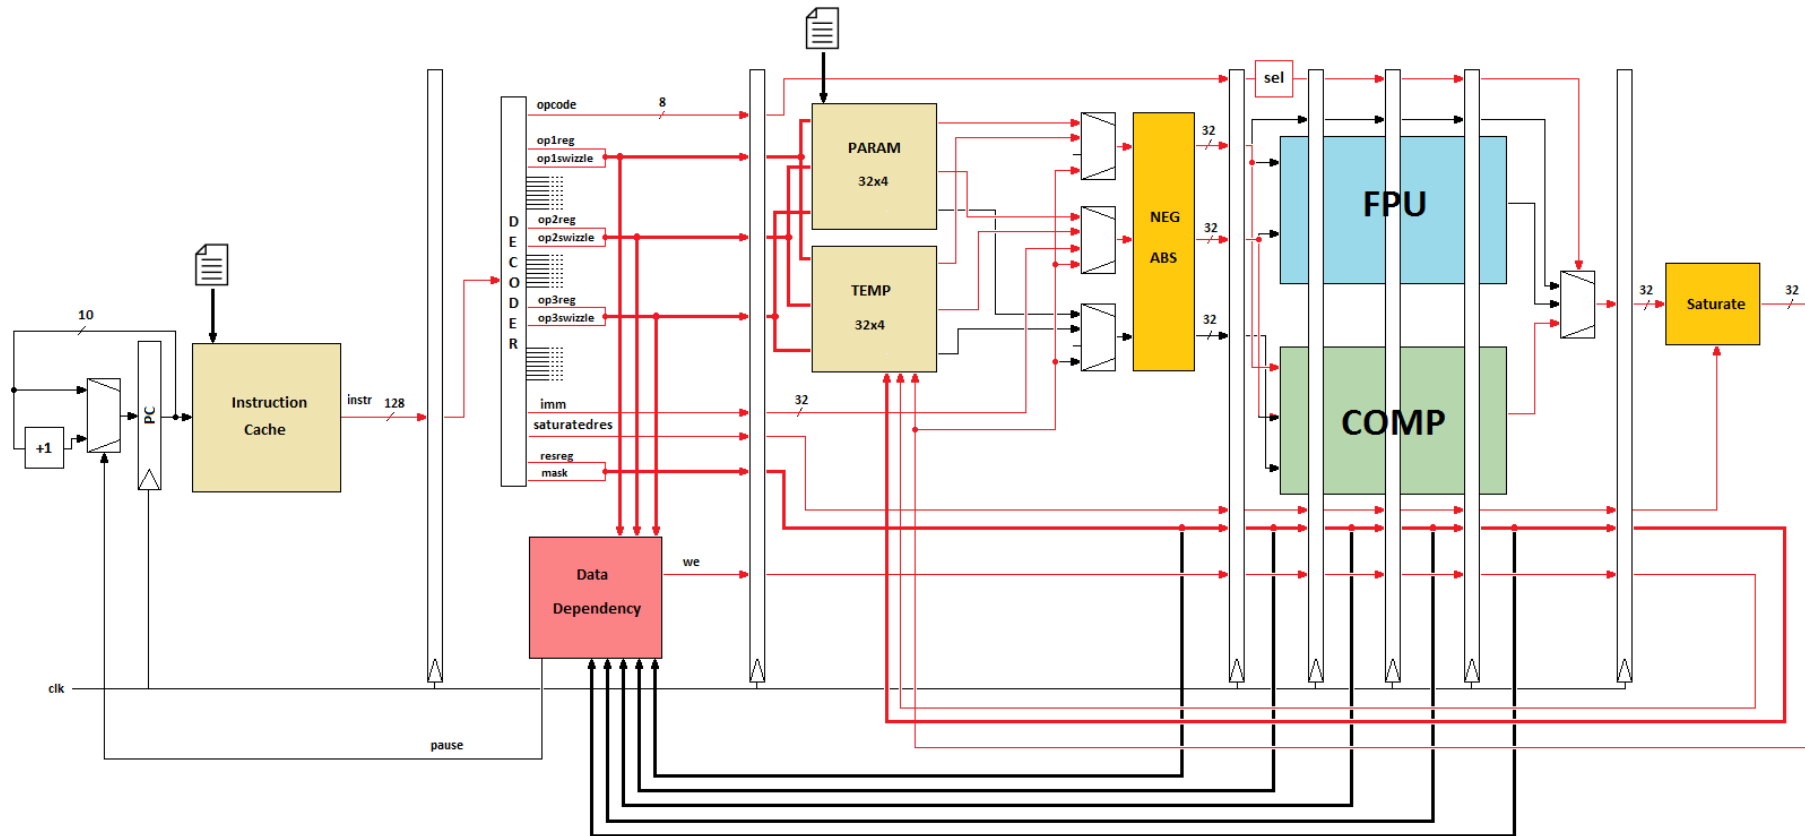 10
+1
PC
Instruction
Cache
instr
128
clk
pause
D
E
C
O
D
E
R
opcode
8
op1reg
op1swizzle
op2reg
op2swizzle
op3reg
op3swizzle
imm
32
saturatedres
resreg
mask
Data
Dependency
we
PARAM
32x4
TEMP
32x4
NEG
ABS
32
32
32
sel
FPU
COMP
32
Saturate
32